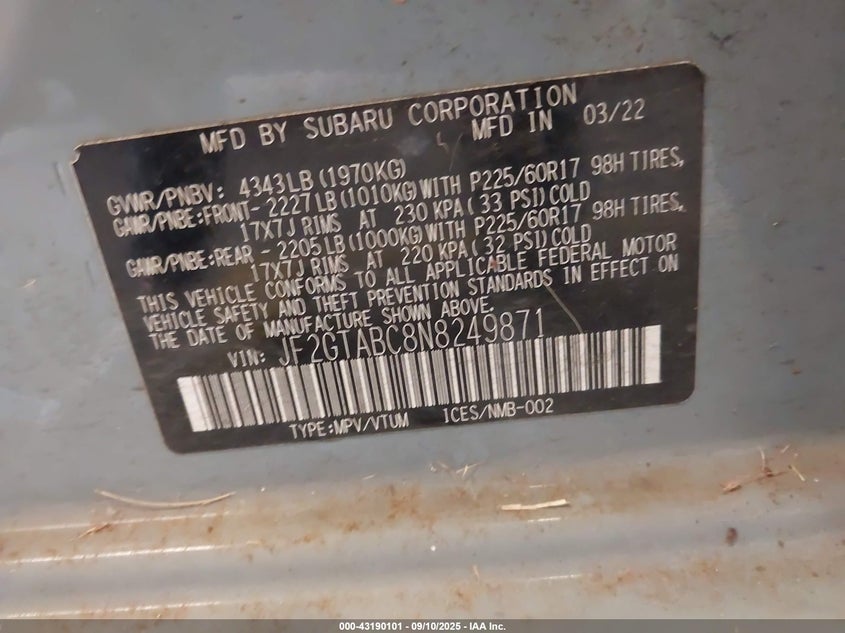 MFD BY SUBARU CORPORATION
MFD IN 03/22
GVWR/PNBV: 4343LB(1970KG)
GAWR/PNBE:FRONT- 2227LB(1010KG)WITH P225/60R17 98H TIRES,
17X7J RIMS AT 230 KPA(33 PSI)COLD
GAWR/PNBE:REAR - 2205LB(1000KG)WITH P225/60R17 98H TIRES,
17X7J RIMS AT 220 KPA(32 PSI)COLD
THIS VEHICLE CONFORMS TO ALL APPLICABLE FEDERAL MOTOR
VEHICLE SAFETY AND THEFT PREVENTION STANDARDS IN EFFECT ON
THE DATE OF MANUFACTURE SHOWN ABOVE.
VIN: JF2GTABC8N8249871
TYPE:MPV/VTUM ICES/NMB-002
000-43190101 - 09/10/2025 - IAA Inc.